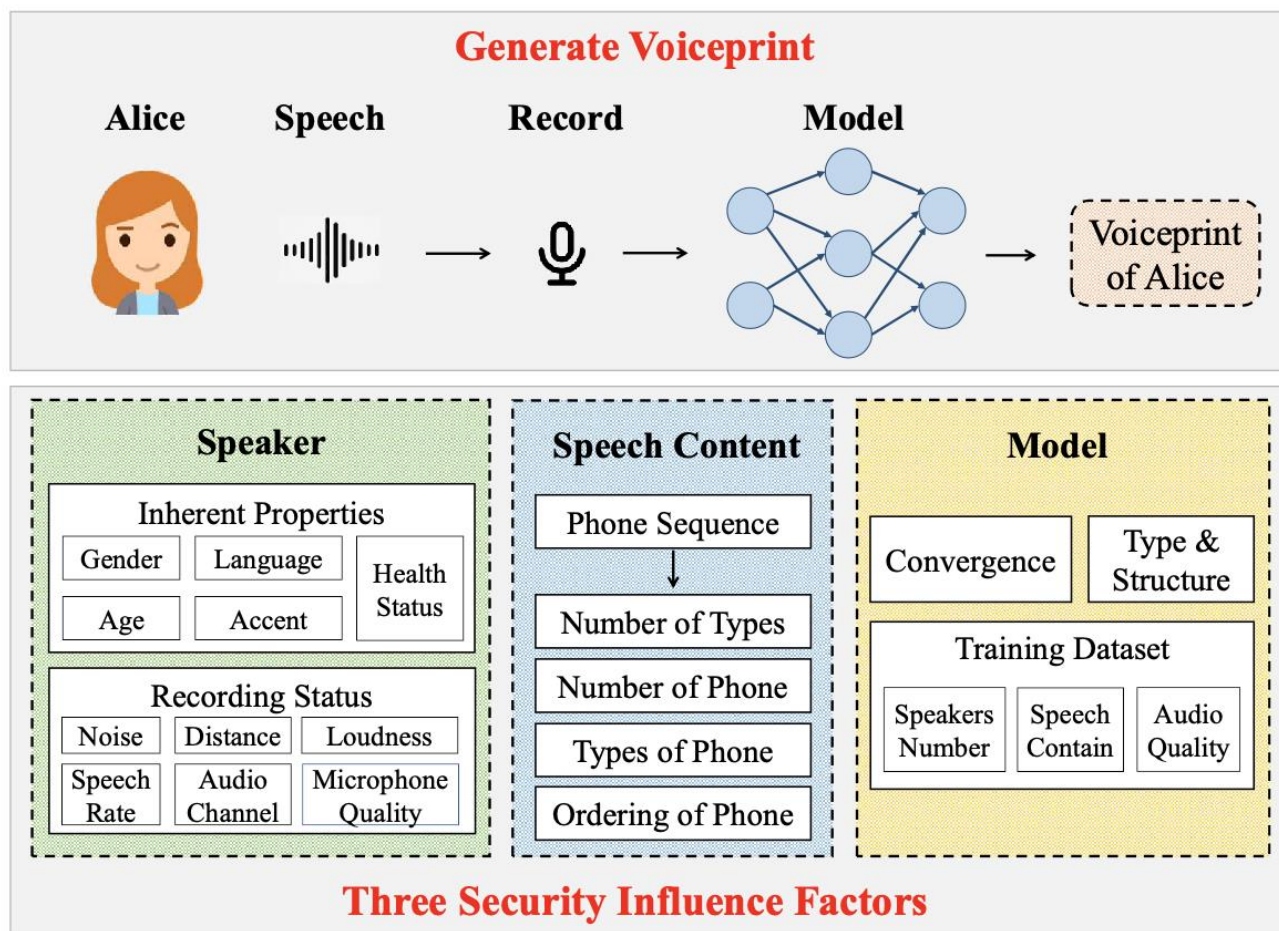 Generate Voiceprint
Alice
Speech
Record
Model
Voiceprint
of Alice
Speaker
Inherent Properties
Gender
Language
Health
Status
Age
Accent
Recording Status
Noise
Distance
Loudness
Speech
Rate
Audio
Channel
Microphone
Quality
Speech Content
Phone Sequence
Number of Types
Number of Phone
Types of Phone
Ordering of Phone
Model
Convergence
Type &
Structure
Training Dataset
Speakers
Number
Speech
Contain
Audio
Quality
Three Security Influence Factors